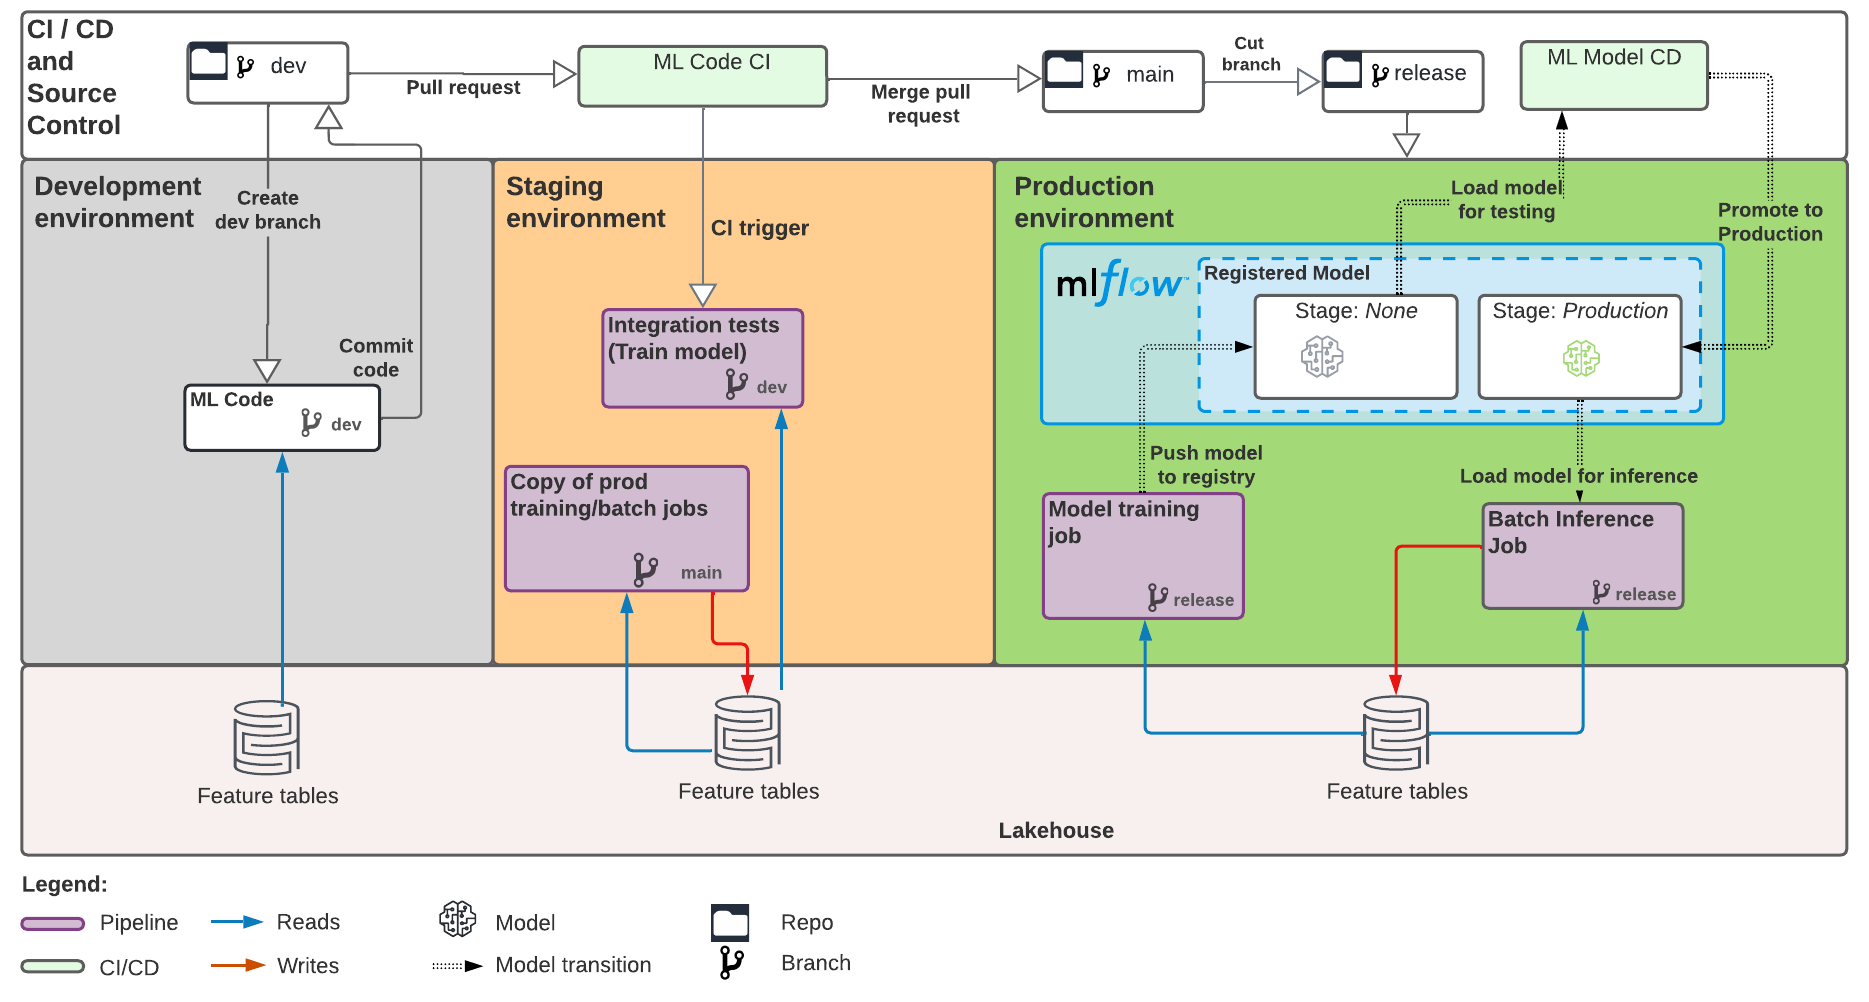 CI / CD
and
Source
Control
dev
Pull request
ML Code CI
Merge pull
request
main
Cut
branch
release
ML Model CD
Development
environment
Create
dev branch
Commit
code
ML Code
dev
Staging
environment
CI trigger
Integration tests
(Train model)
dev
Copy of prod
training/batch jobs
main
Production
environment
Load model
for testing
Promote to
Production
mlflow™
Registered Model
Stage: None
Stage: Production
Push model
to registry
Load model for inference
Model training
job
release
Batch Inference
Job
release
Feature tables
Feature tables
Feature tables
Lakehouse
Legend:
Pipeline
Reads
Model
Repo
CI/CD
Writes
Model transition
Branch